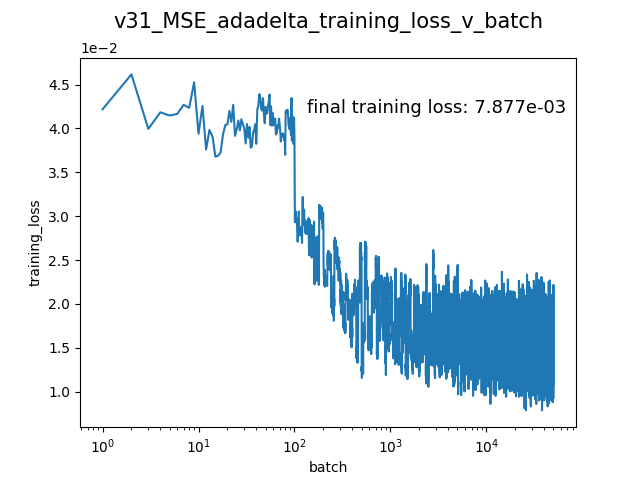 v31_MSE_adadelta_training_loss_v_batch
1e−2
final training loss: 7.877e-03
4.5
4.0
3.5
3.0
2.5
2.0
1.5
1.0
training_loss
10⁰ 10¹ 10² 10³ 10⁴
batch